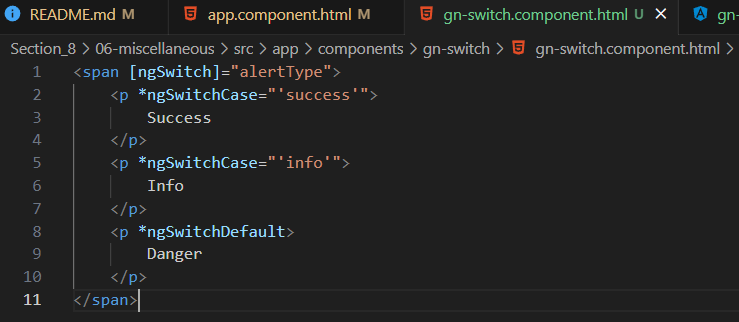 README.md M
app.component.html M
gn-switch.component.html U
gn-
Section_8 > 06-miscellaneous > src > app > components > gn-switch > gn-switch.component.html >
1 <span [ngSwitch]="alertType">
2 <p *ngSwitchCase="'success'">
3 Success
4 </p>
5 <p *ngSwitchCase="'info'">
6 Info
7 </p>
8 <p *ngSwitchDefault>
9 Danger
10 </p>
11 </span>